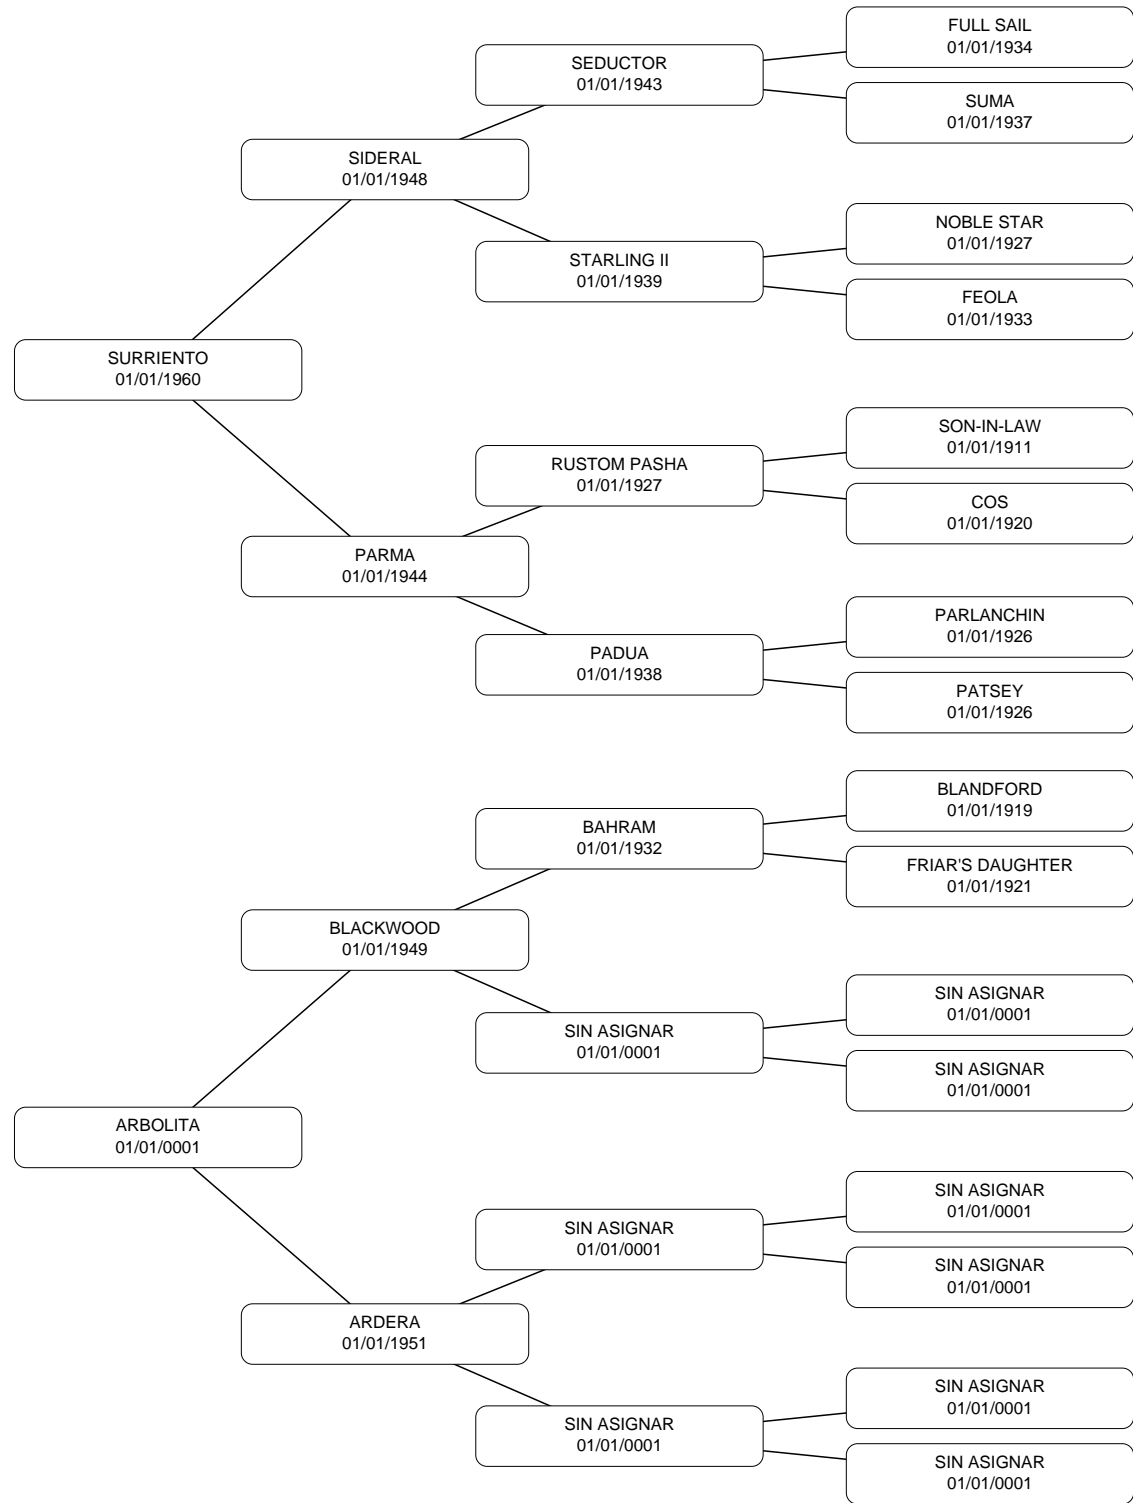 FULL SAIL
01/01/1934
SEDUCTOR
01/01/1943
SUMA
01/01/1937
SIDERAL
01/01/1948
NOBLE STAR
01/01/1927
STARLING II
01/01/1939
FEOLA
01/01/1933
SURRIENTO
01/01/1960
SON-IN-LAW
01/01/1911
RUSTOM PASHA
01/01/1927
COS
01/01/1920
PARMA
01/01/1944
PARLANCHIN
01/01/1926
PADUA
01/01/1938
PATSEY
01/01/1926
BLANDFORD
01/01/1919
BAHRAM
01/01/1932
FRIAR'S DAUGHTER
01/01/1921
BLACKWOOD
01/01/1949
SIN ASIGNAR
01/01/0001
SIN ASIGNAR
01/01/0001
SIN ASIGNAR
01/01/0001
ARBOLITA
01/01/0001
SIN ASIGNAR
01/01/0001
SIN ASIGNAR
01/01/0001
SIN ASIGNAR
01/01/0001
ARDERA
01/01/1951
SIN ASIGNAR
01/01/0001
SIN ASIGNAR
01/01/0001
SIN ASIGNAR
01/01/0001